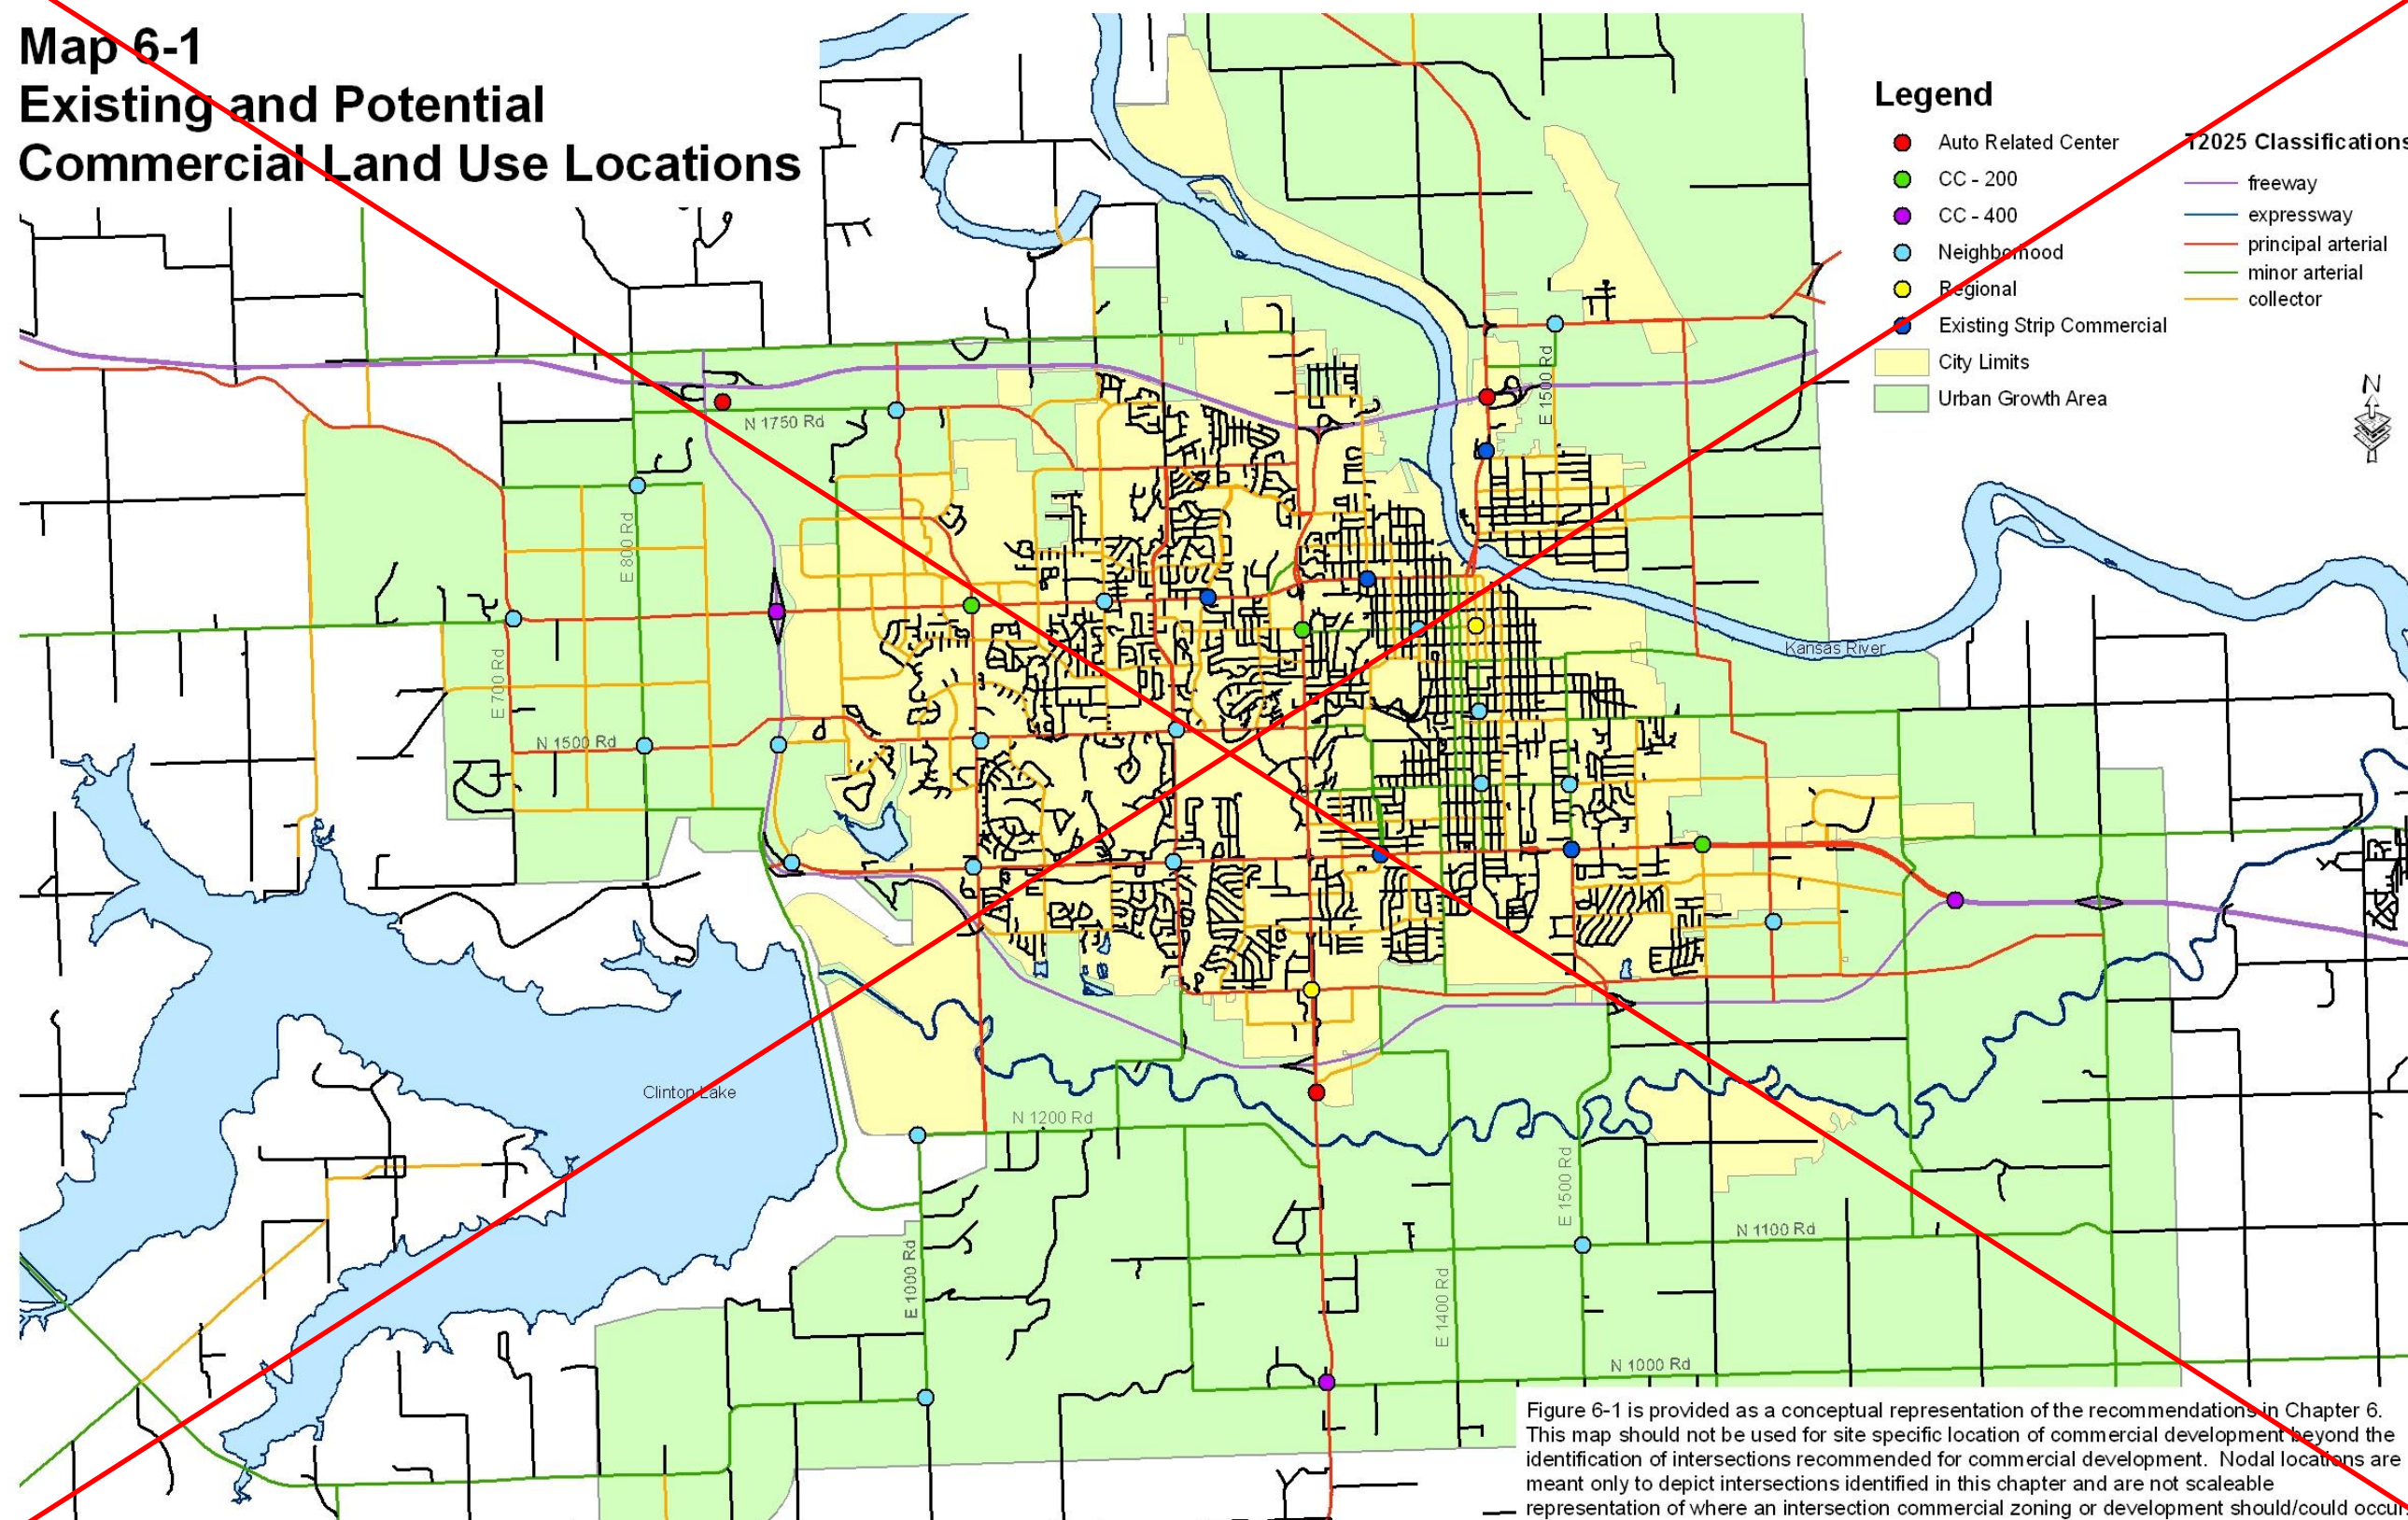 Map 6-1
Existing and Potential
Commercial Land Use Locations
Legend
Auto Related Center
CC - 200
CC - 400
Neighborhood
Regional
Existing Strip Commercial
City Limits
Urban Growth Area
T2025 Classifications
freeway
expressway
principal arterial
minor arterial
collector
N
N 1750 Rd
E 1500 Rd
E 800 Rd
E 700 Rd
N 1500 Rd
Kansas River
Clinton Lake
N 1200 Rd
E 1000 Rd
E 1500 Rd
N 1100 Rd
E 1400 Rd
N 1000 Rd
Figure 6-1 is provided as a conceptual representation of the recommendations in Chapter 6.
This map should not be used for site specific location of commercial development beyond the
identification of intersections recommended for commercial development. Nodal locations are
meant only to depict intersections identified in this chapter and are not scaleable
representation of where an intersection commercial zoning or development should/could occur